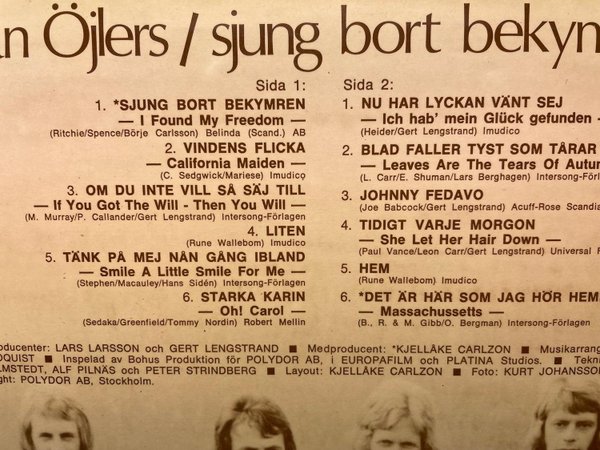 n Öjlers / sjung bort bekym
Sida 1:
1. *SJUNG BORT BEKYMREN
— I Found My Freedom —
(Ritchie/Spence/Börje Carlsson) Belinda (Scand.) AB
2. VINDENS FLICKA
— California Maiden —
(C. Sedgwick/Mariese) Imudico
3. OM DU INTE VILL SÅ SÄJ TILL
— If You Got The Will - Then You Will —
(M. Murray/P. Callander/Gert Lengstrand) Intersong-Förlagen
4. LITEN
(Rune Wallebom) Imudico
5. TÄNK PÅ MEJ NÅN GÅNG IBLAND
— Smile A Little Smile For Me —
(Stephen/Macauley/Hans Sidén) Intersong-Förlagen
6. STARKA KARIN
— Oh! Carol —
(Sedaka/Greenfield/Tommy Nordin) Robert Mellin
Sida 2:
1. NU HAR LYCKAN VÄNT SEJ
— Ich hab' mein Glück gefunden —
(Heider/Gert Lengstrand) Imudico
2. BLAD FALLER TYST SOM TÅRAR
— Leaves Are The Tears Of Autu
(L. Carr/E. Shuman/Lars Berghagen) Intersong-Förl
3. JOHNNY FEDAVO
(Joe Babcock/Gert Lengstrand) Acuff-Rose Scandia
4. TIDIGT VARJE MORGON
— She Let Her Hair Down —
(Paul Vance/Leon Carr/Gert Lengstrand) Universal F
5. HEM
(Rune Wallebom) Imudico
6. *DET ÄR HÄR SOM JAG HÖR HEM
— Massachussetts —
(B., R. & M. Gibb/O. Bergman) Intersong-Förlagen
Producenter: LARS LARSSON och GERT LENGSTRAND ■ Medproducent: *KJELLÅKE CARLZON ■ Musikarrang
QUIST ■ Inspelad av Bohus Produktion för POLYDOR AB, i EUROPAFILM och PLATINA Studios. ■ Tekni
LMSTEDT, ALF PILNÄS och PETER STRINDBERG ■ Layout: KJELLÅKE CARLZON ■ Foto: KURT JOHANSSON
ght: POLYDOR AB, Stockholm.